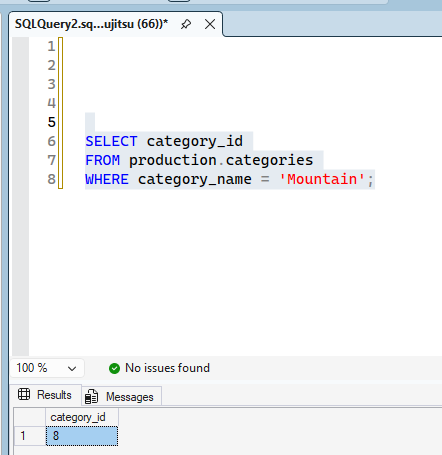 SQLQuery2.sq...ujitsu (66))*
1
2
3
4
5
6 SELECT category_id
7 FROM production.categories
8 WHERE category_name = 'Mountain';
100 %
No issues found
Results
Messages
category_id
1 8